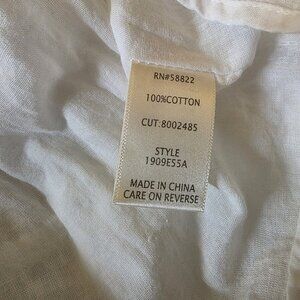 RN#58822
100%COTTON
CUT:8002485
STYLE
1909E55A
MADE IN CHINA
CARE ON REVERSE